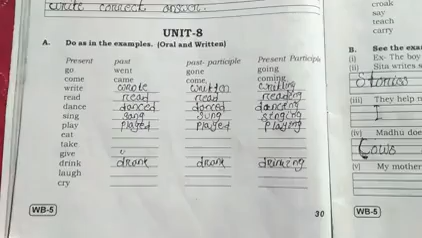 write correct answer.
UNIT-8
A. Do as in the examples. (Oral and Written)
Present past past- participle Present Participle
go went gone going
come came come, coming
write wrote written writing
read read read reading
dance danced danced dancing
sing sang sung singing
play played played playing
eat
take
give
drink drank drank drinking
laugh
cry
WB-5
30
croak
say
teach
carry
B. See the exa
(i) Ex- The boy
(ii) Sita writes s
Stories
(iii) They help n
I
(iv) Madhu doe
Cows
(v) My mother
WB-5